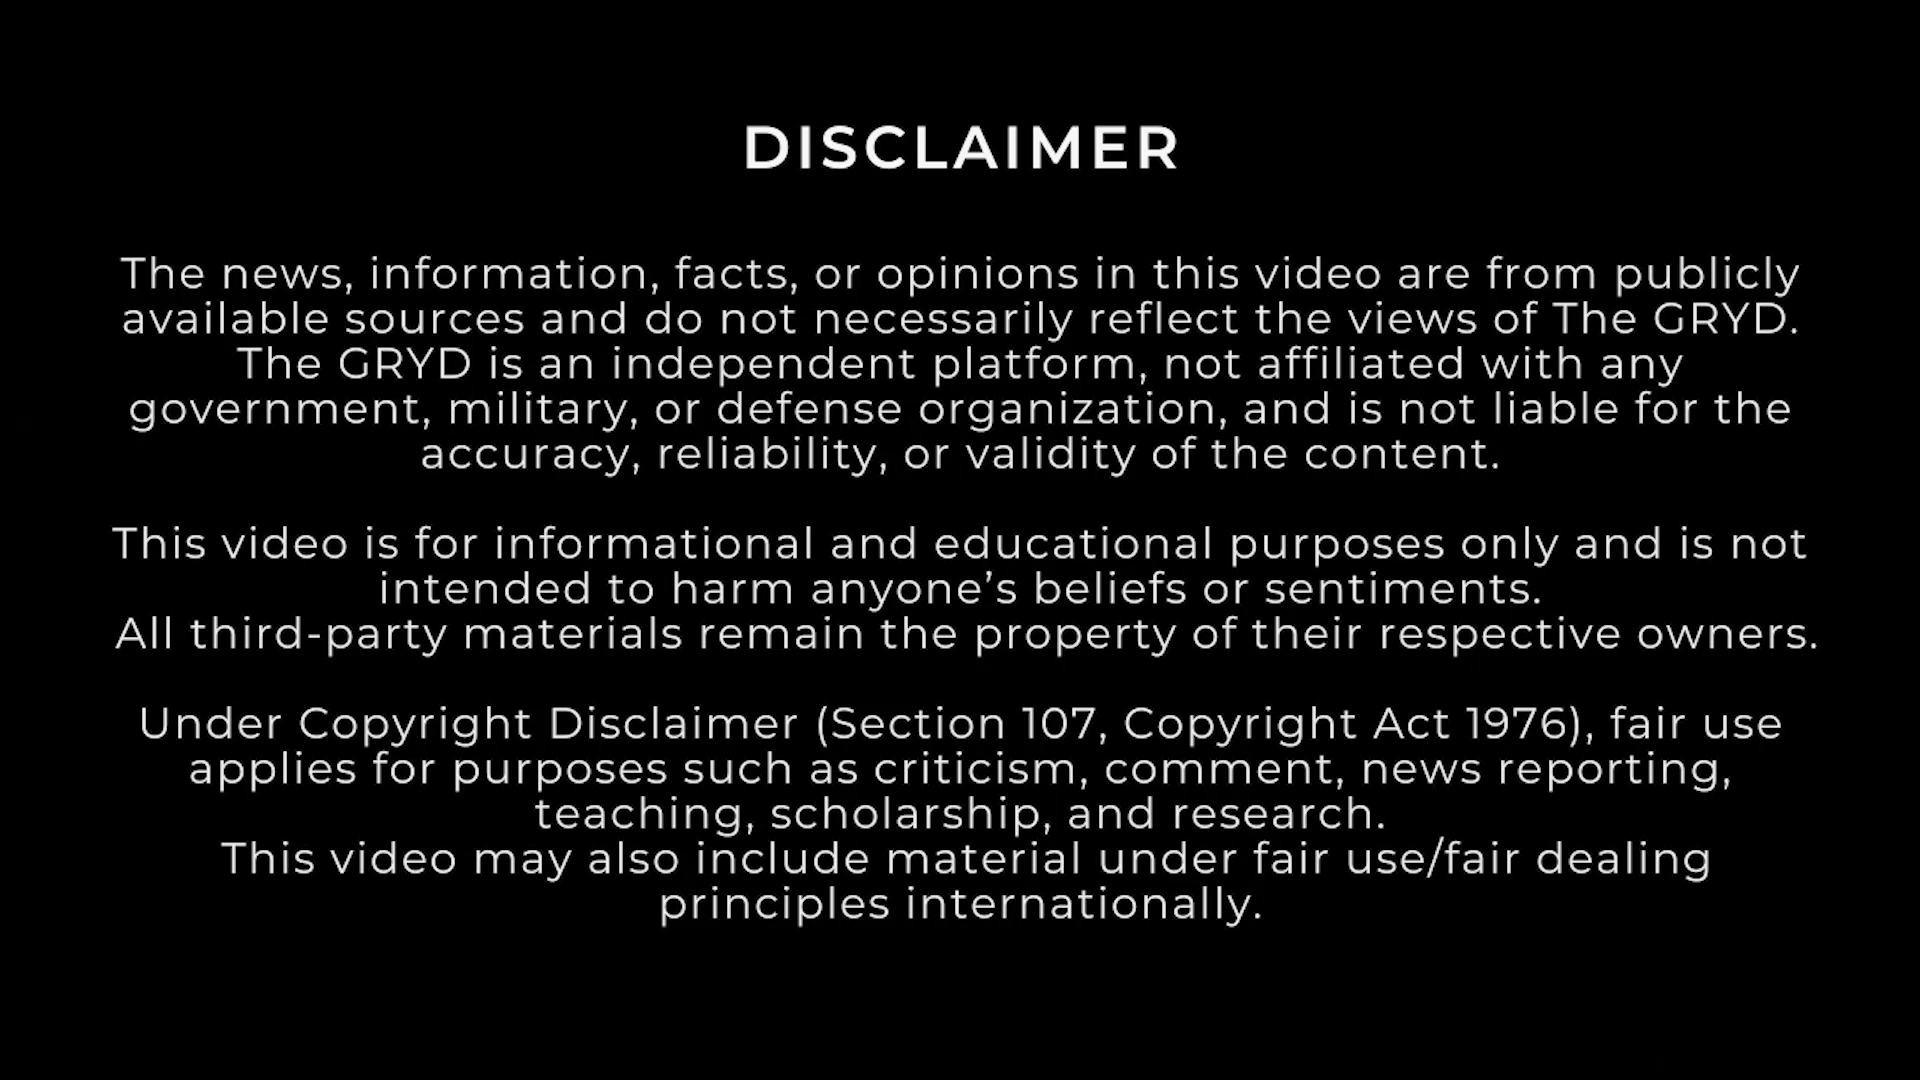 DISCLAIMER
The news, information, facts, or opinions in this video are from publicly
available sources and do not necessarily reflect the views of The GRYD.
The GRYD is an independent platform, not affiliated with any
government, military, or defense organization, and is not liable for the
accuracy, reliability, or validity of the content.
This video is for informational and educational purposes only and is not
intended to harm anyone’s beliefs or sentiments.
All third-party materials remain the property of their respective owners.
Under Copyright Disclaimer (Section 107, Copyright Act 1976), fair use
applies for purposes such as criticism, comment, news reporting,
teaching, scholarship, and research.
This video may also include material under fair use/fair dealing
principles internationally.